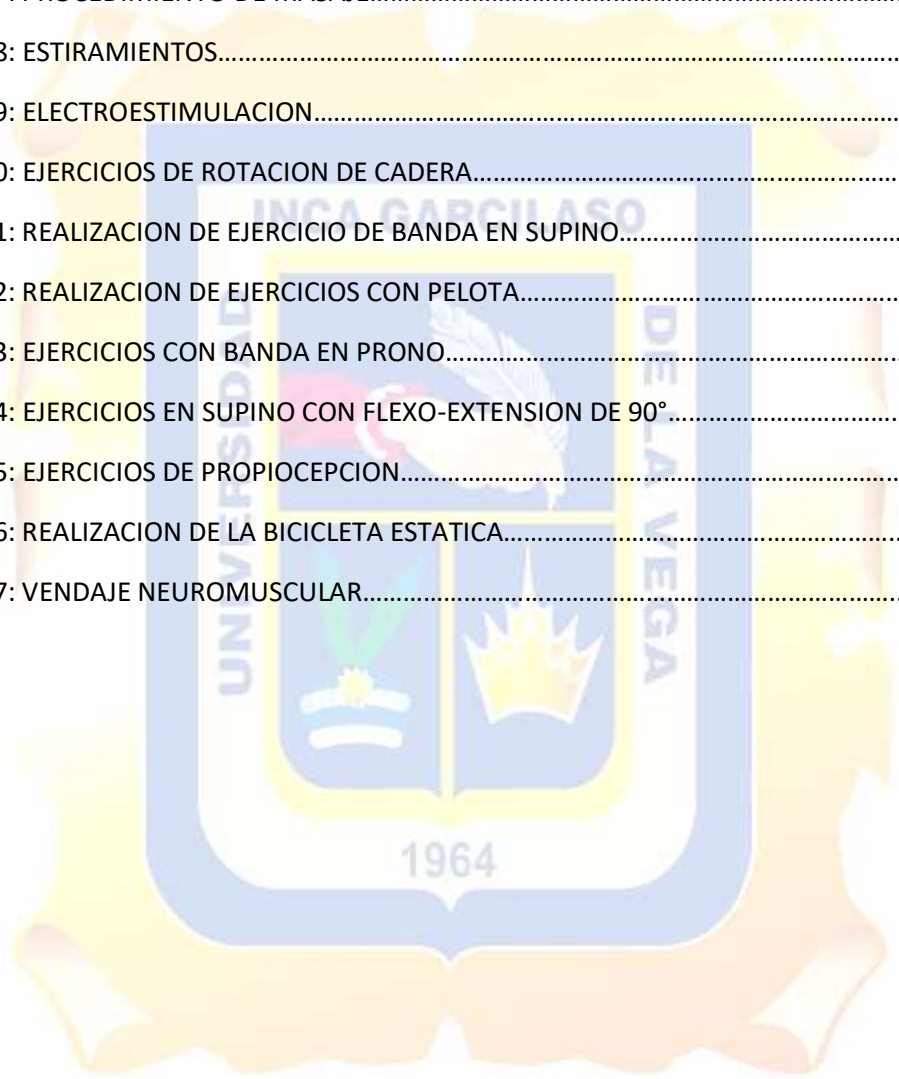 PROCEDIMIENTO DE MASAJE
8: ESTIRAMIENTOS
9: ELECTROESTIMULACION
0: EJERCICIOS DE ROTACION DE CADERA
1: REALIZACION DE EJERCICIO DE BANDA EN SUPINO
2: REALIZACION DE EJERCICIOS CON PELOTA
3: EJERCICIOS CON BANDA EN PRONO
4: EJERCICIOS EN SUPINO CON FLEXO-EXTENSION DE 90°
5: EJERCICIOS DE PROPIOCEPCION
6: REALIZACION DE LA BICICLETA ESTATICA
7: VENDAJE NEUROMUSCULAR
UNIVERSIDAD
INCA GARCILASO
DE LA VEGA
1964